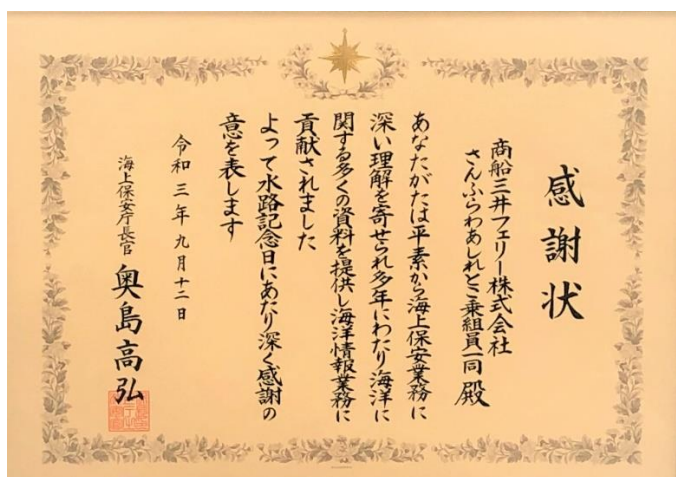 感謝状
商船三井フェリー株式会社
さんふらわあしれとこ乗組員一同 殿
あなたがたは平素から海上保安業務に
深い理解を寄せられ多年にわたり海洋に
関する多くの資料を提供し海洋情報業務に
貢献されました
よって水路記念日にあたり深く感謝の
意を表します
令和三年九月十二日
海上保安庁長官 奥島高弘